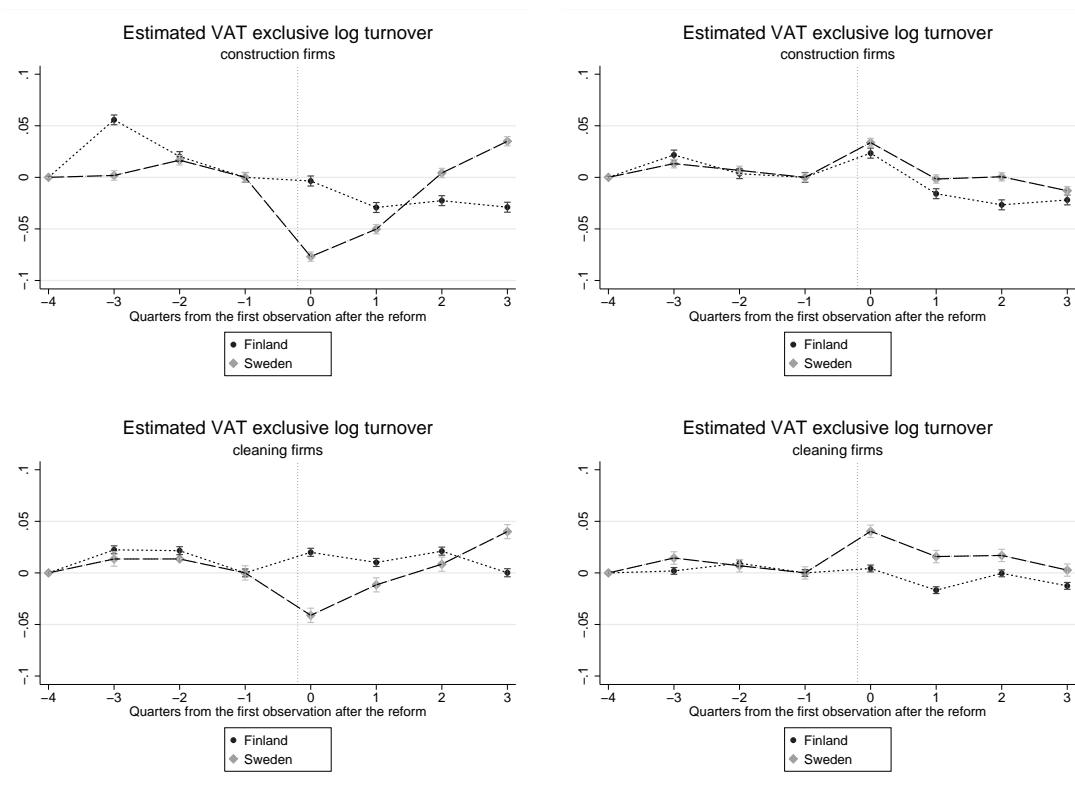 Estimated VAT exclusive log turnover
construction firms
.1
.05
0
−.05
−.1
−4 −3 −2 −1 0 1 2 3
Quarters from the first observation after the reform
Finland
Sweden
Estimated VAT exclusive log turnover
construction firms
.1
.05
0
−.05
−.1
−4 −3 −2 −1 0 1 2 3
Quarters from the first observation after the reform
Finland
Sweden
Estimated VAT exclusive log turnover
cleaning firms
.1
.05
0
−.05
−.1
−4 −3 −2 −1 0 1 2 3
Quarters from the first observation after the reform
Finland
Sweden
Estimated VAT exclusive log turnover
cleaning firms
.1
.05
0
−.05
−.1
−4 −3 −2 −1 0 1 2 3
Quarters from the first observation after the reform
Finland
Sweden